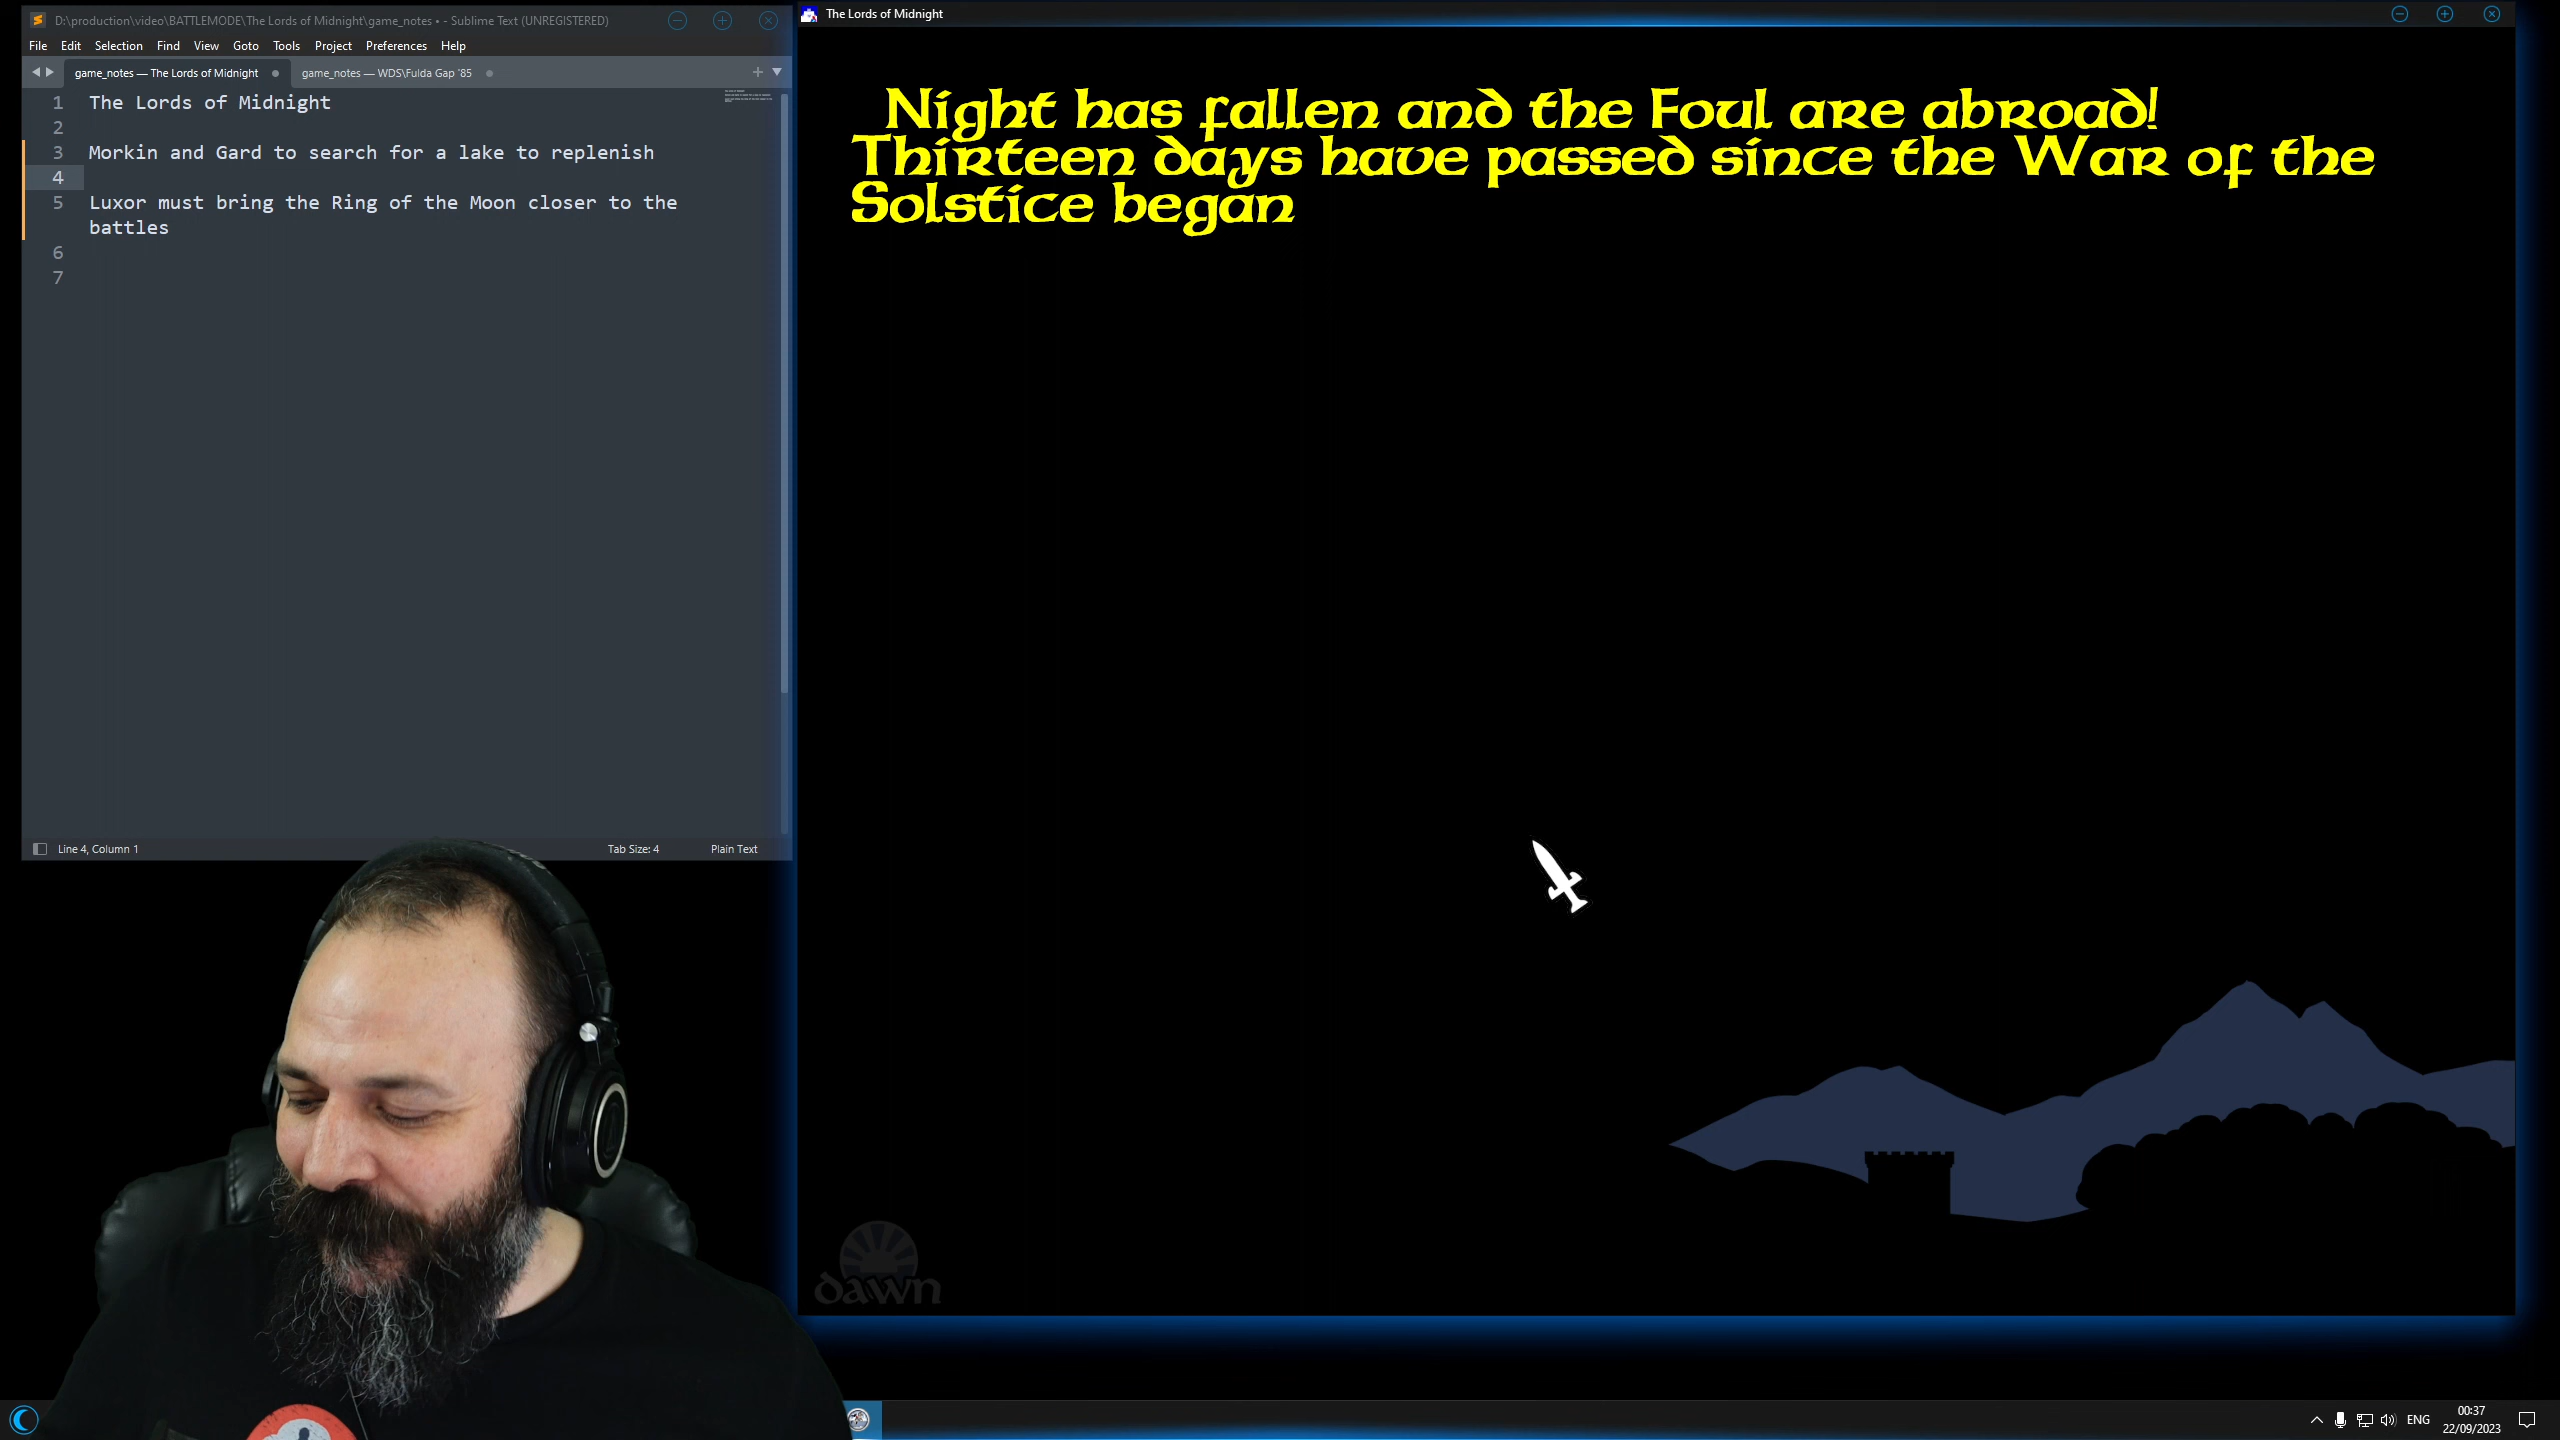 D:\production\video\BATTLEMODE\The Lords of Midnight\game_notes • - Sublime Text (UNREGISTERED)
File Edit Selection Find View Goto Tools Project Preferences Help
game_notes — The Lords of Midnight
game_notes — WDS\Fulda Gap '85
1 The Lords of Midnight
2
3 Morkin and Gard to search for a lake to replenish
4
5 Luxor must bring the Ring of the Moon closer to the
battles
6
7
Line 4, Column 1
Tab Size: 4
Plain Text
The Lords of Midnight
Night has fallen and the Foul are abroad!
Thirteen days have passed since the War of the
Solstice began
dawn
ENG
00:37
22/09/2023